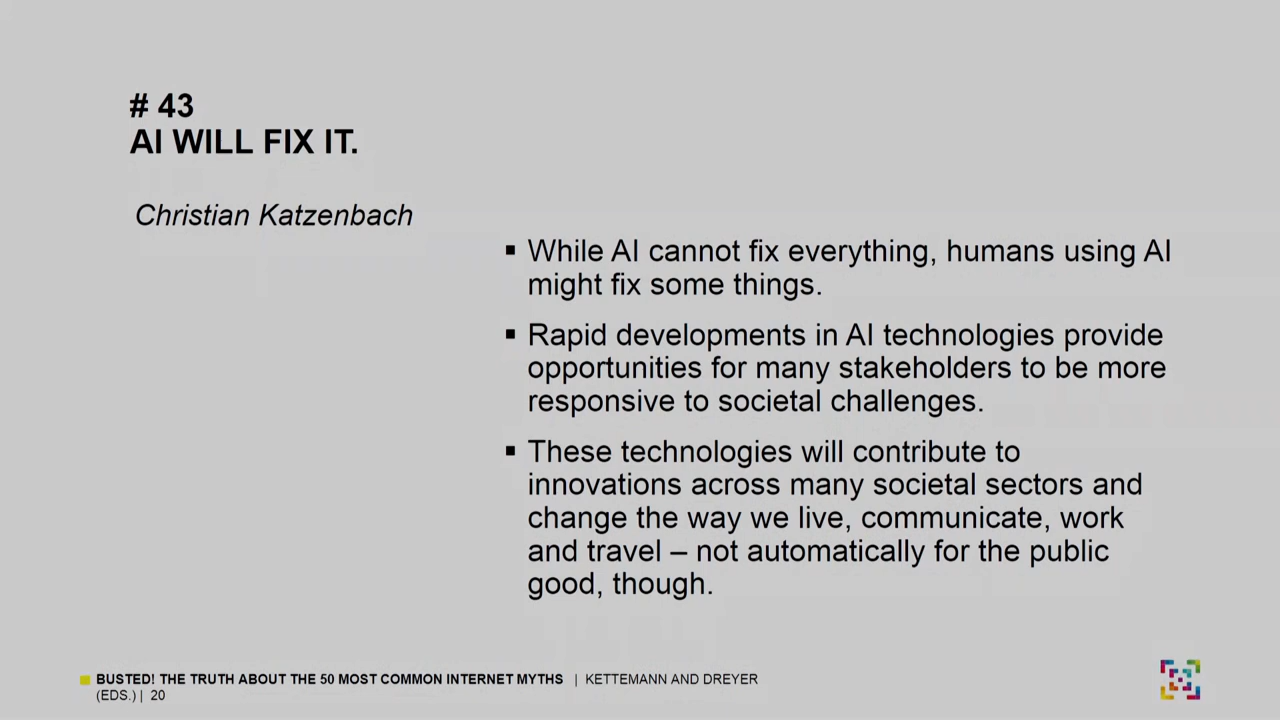 # 43
AI WILL FIX IT.
Christian Katzenbach
▪ While AI cannot fix everything, humans using AI
might fix some things.
▪ Rapid developments in AI technologies provide
opportunities for many stakeholders to be more
responsive to societal challenges.
▪ These technologies will contribute to
innovations across many societal sectors and
change the way we live, communicate, work
and travel – not automatically for the public
good, though.
BUSTED! THE TRUTH ABOUT THE 50 MOST COMMON INTERNET MYTHS | KETTEMANN AND DREYER
(EDS.) | 20